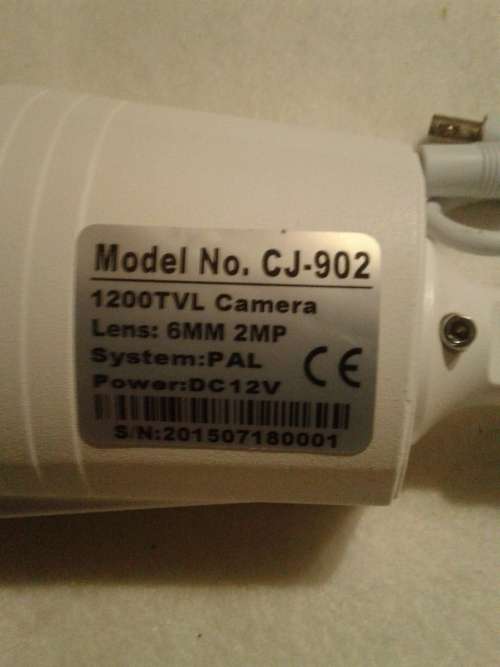 Model No. CJ-902
1200TVL Camera
Lens: 6MM 2MP
System:PAL
Power:DC12V
CE
S/N:201507180001